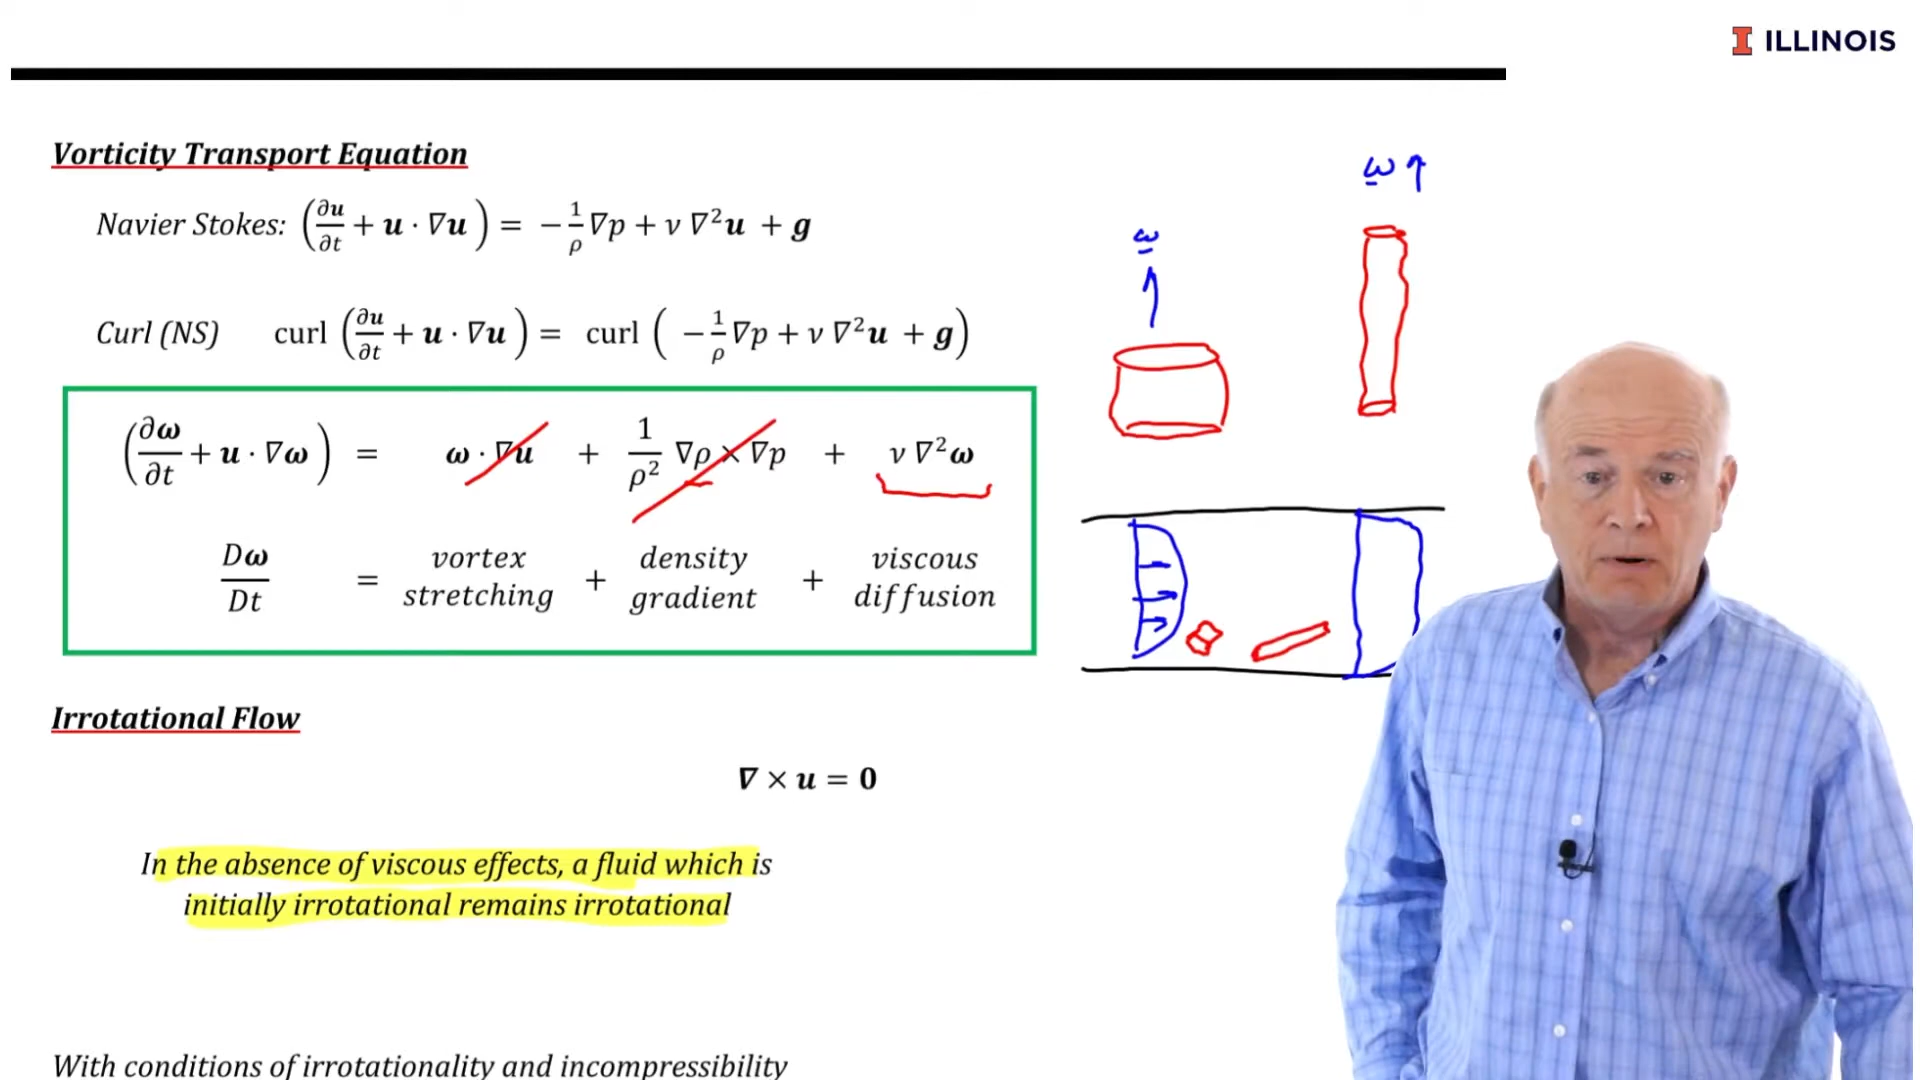 ILLINOIS
Vorticity Transport Equation
Navier Stokes: (∂𝒖/∂t + 𝒖 · ∇𝒖) = −1/ρ ∇p + ν ∇²𝒖 + 𝒈
Curl (NS) curl (∂𝒖/∂t + 𝒖 · ∇𝒖) = curl (−1/ρ ∇p + ν ∇²𝒖 + 𝒈)
(∂𝝎/∂t + 𝒖 · ∇𝝎) = 𝝎 · ∇𝒖 + 1/ρ² ∇ρ × ∇p + ν ∇²𝝎
D𝝎/Dt = vortex stretching + density gradient + viscous diffusion
ω
ω ↑
Irrotational Flow
∇ × 𝒖 = 𝟎
In the absence of viscous effects, a fluid which is
initially irrotational remains irrotational
With conditions of irrotationality and incompressibility